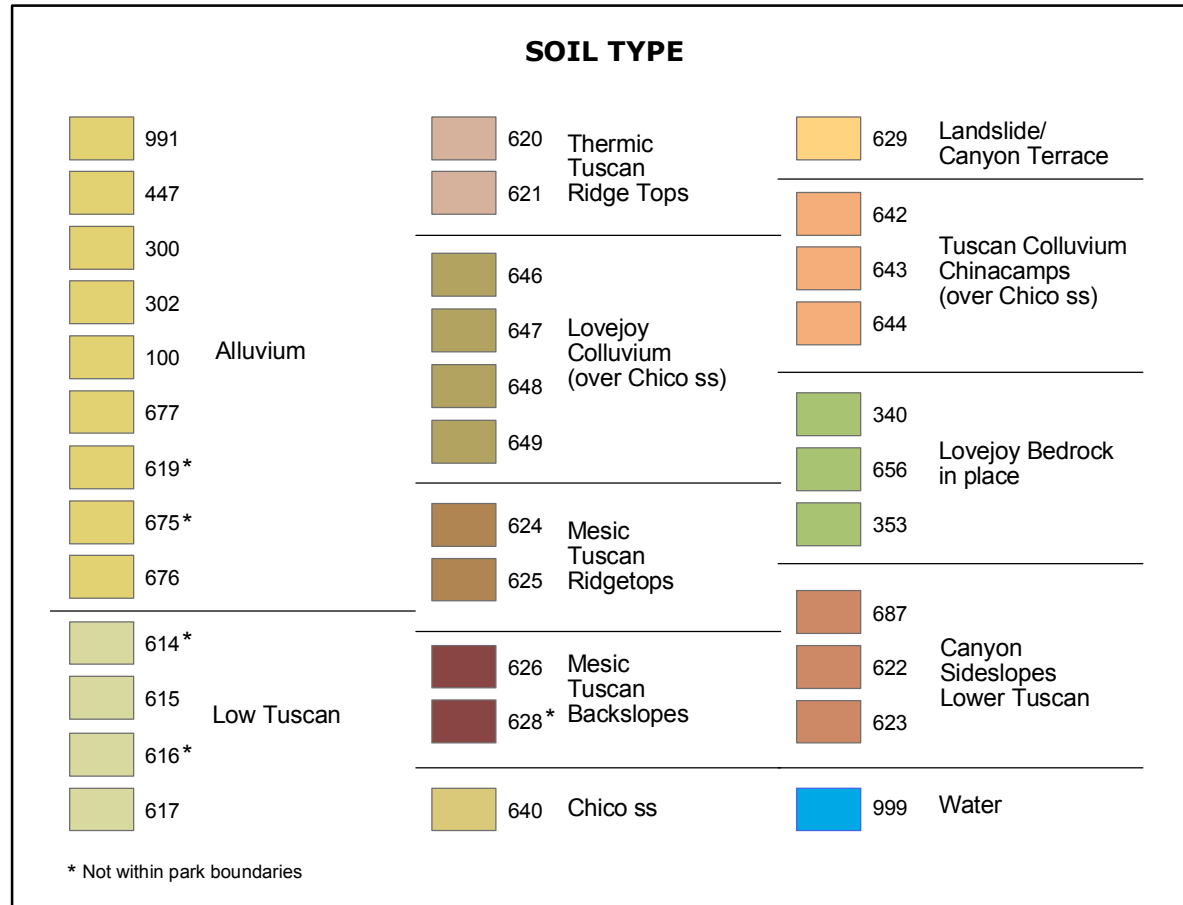 SOIL TYPE
991
447
300
302
100
677
619*
675*
676
Alluvium
614*
615
616*
617
Low Tuscan
620
621
Thermic
Tuscan
Ridge Tops
646
647
648
649
Lovejoy
Colluvium
(over Chico ss)
624
625
Mesic
Tuscan
Ridgetops
626
628*
Mesic
Tuscan
Backslopes
640
Chico ss
629
Landslide/
Canyon Terrace
642
643
644
Tuscan Colluvium
Chinacamps
(over Chico ss)
340
656
353
Lovejoy Bedrock
in place
687
622
623
Canyon
Sideslopes
Lower Tuscan
999
Water
* Not within park boundaries